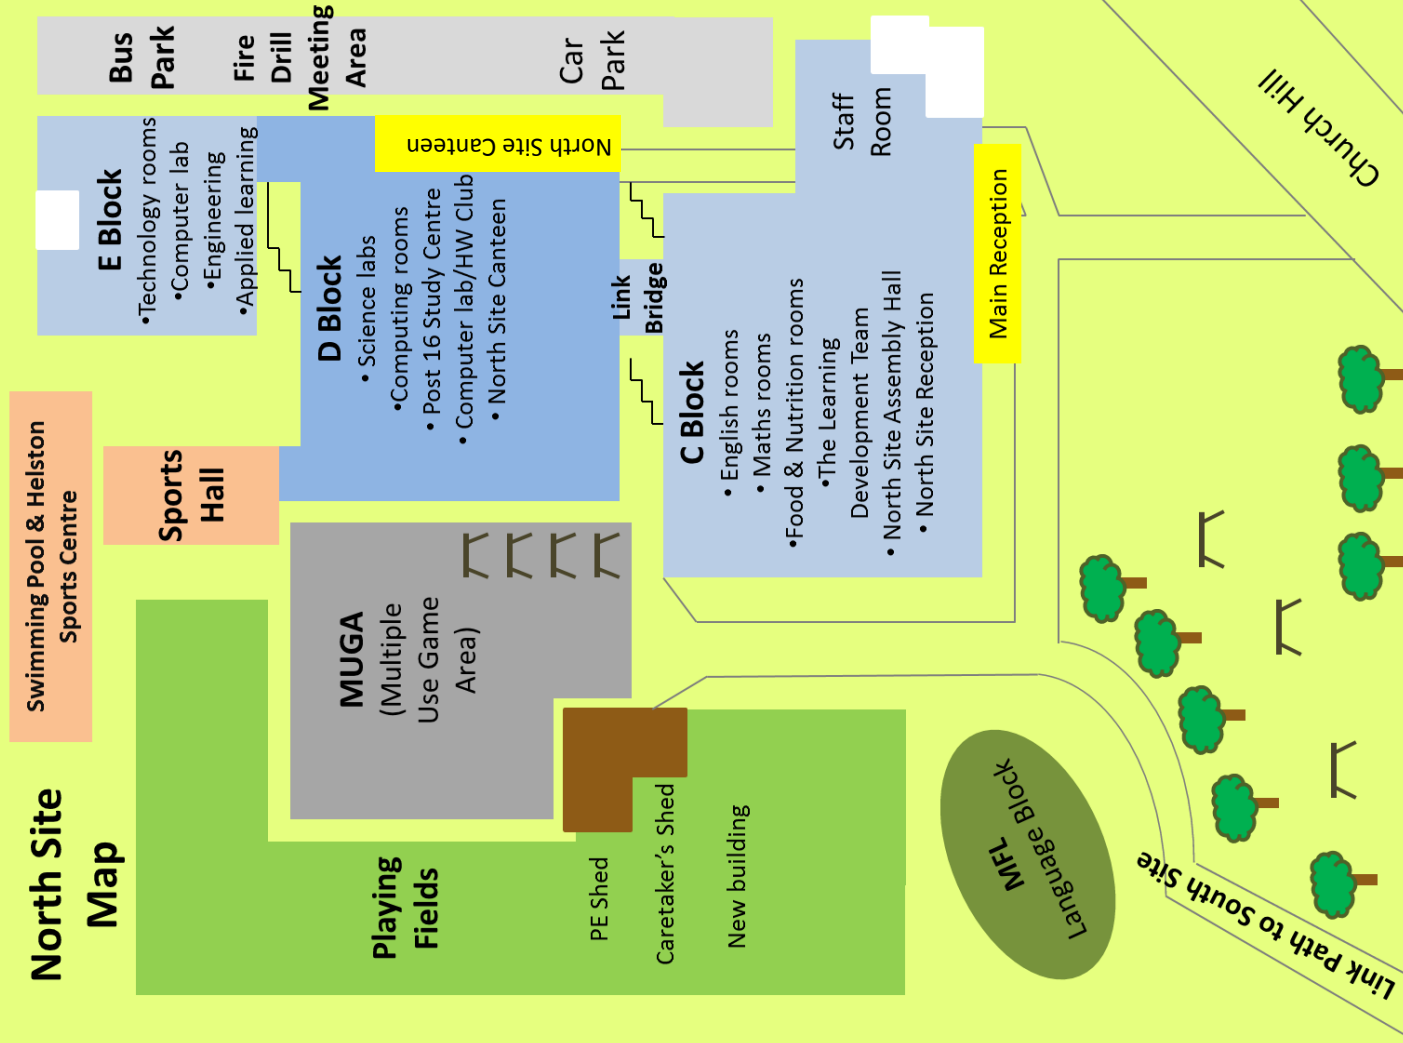 North Site
Map
Swimming Pool & Helston
Sports Centre
Sports
Hall
Bus
Park
Fire
Drill
Meeting
Area
Car
Park
E Block
•Technology rooms
•Computer lab
•Engineering
•Applied learning
D Block
• Science labs
•Computing rooms
• Post 16 Study Centre
• Computer lab/HW Club
• North Site Canteen
North Site Canteen
Link
Bridge
C Block
• English rooms
• Maths rooms
•Food & Nutrition rooms
•The Learning
Development Team
• North Site Assembly Hall
• North Site Reception
Staff
Room
Main Reception
Church Hill
MUGA
(Multiple
Use Game
Area)
Playing
Fields
PE Shed
Caretaker's Shed
New building
MFL
Language Block
Link Path to South Site